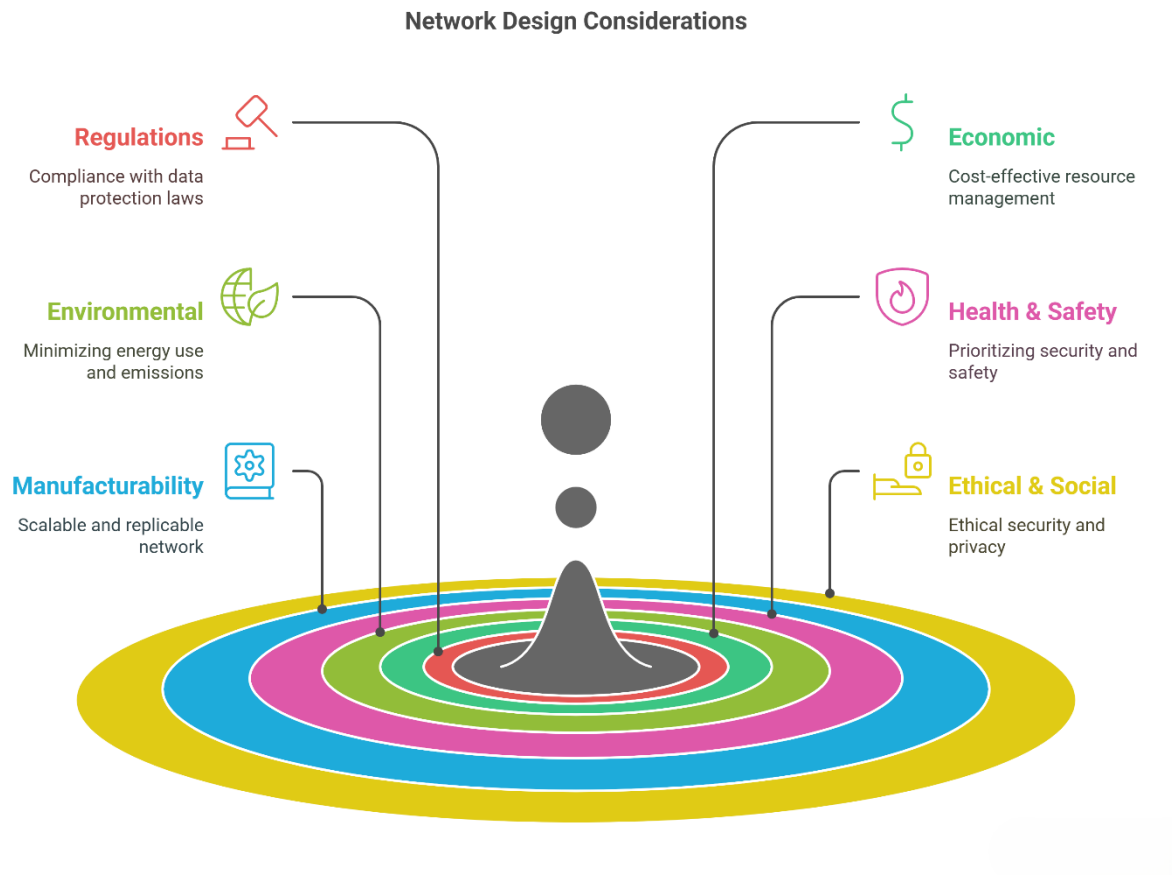 Network Design Considerations
Regulations
Compliance with data
protection laws
Environmental
Minimizing energy use
and emissions
Manufacturability
Scalable and replicable
network
Economic
Cost-effective resource
management
Health & Safety
Prioritizing security and
safety
Ethical & Social
Ethical security and
privacy